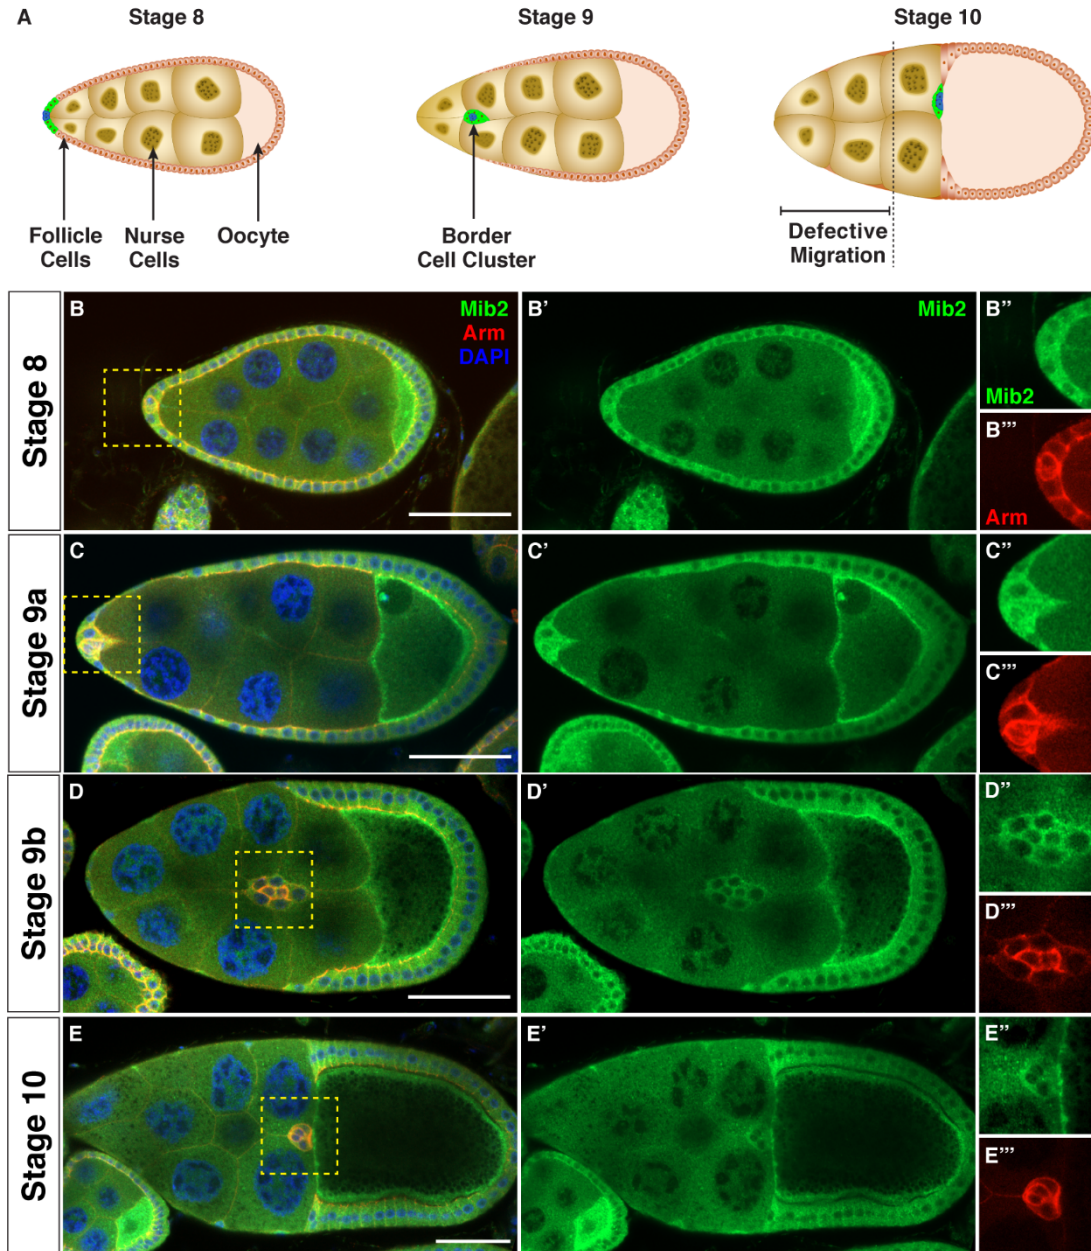 A
Stage 8
Stage 9
Stage 10
Follicle
Cells
Nurse
Cells
Oocyte
Border
Cell Cluster
Defective
Migration
Stage 8
B
Mib2
Arm
DAPI
B’
Mib2
B’’
Mib2
B’’’
Arm
Stage 9a
C
C’
C’’
C’’’
Stage 9b
D
D’
D’’
D’’’
Stage 10
E
E’
E’’
E’’’